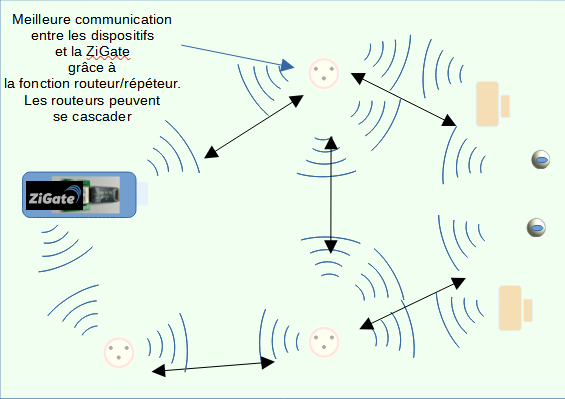 Meilleure communication
entre les dispositifs
et la ZiGate
grâce à
la fonction routeur/répéteur.
Les routeurs peuvent
se cascader
ZiGate